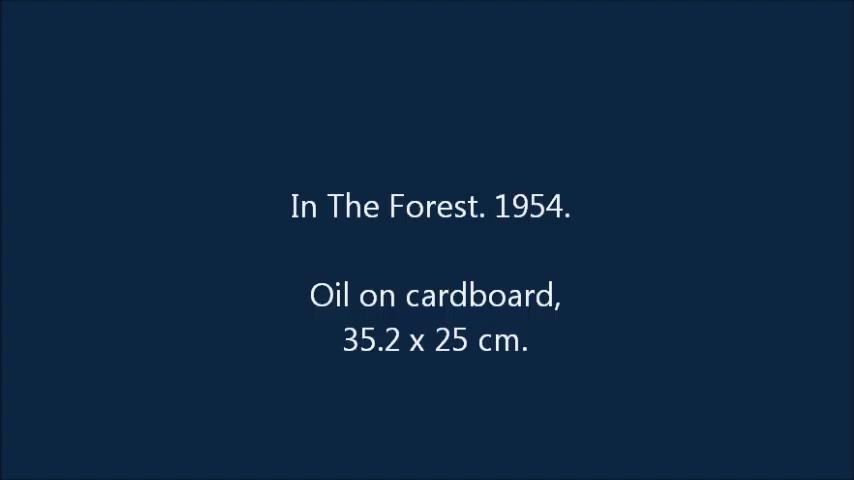 In The Forest. 1954.
Oil on cardboard,
35.2 x 25 cm.